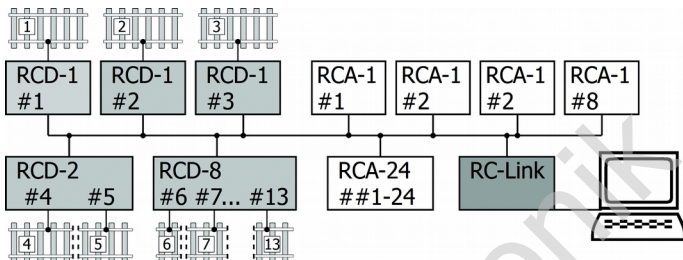 1 2 3
RCD-1 RCD-1 RCD-1 RCA-1 RCA-1 RCA-1 RCA-1
#1 #2 #3 #1 #2 #2 #8
RCD-2 RCD-8 RCA-24 RC-Link
#4 #5 #6 #7... #13 ##1-24
4 5 6 7 13